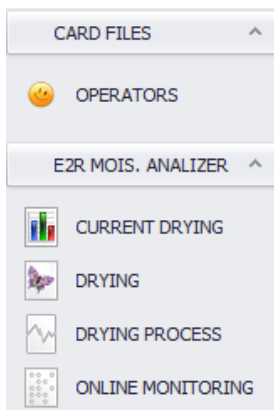 CARD FILES
OPERATORS
E2R MOIS. ANALIZER
CURRENT DRYING
DRYING
DRYING PROCESS
ONLINE MONITORING